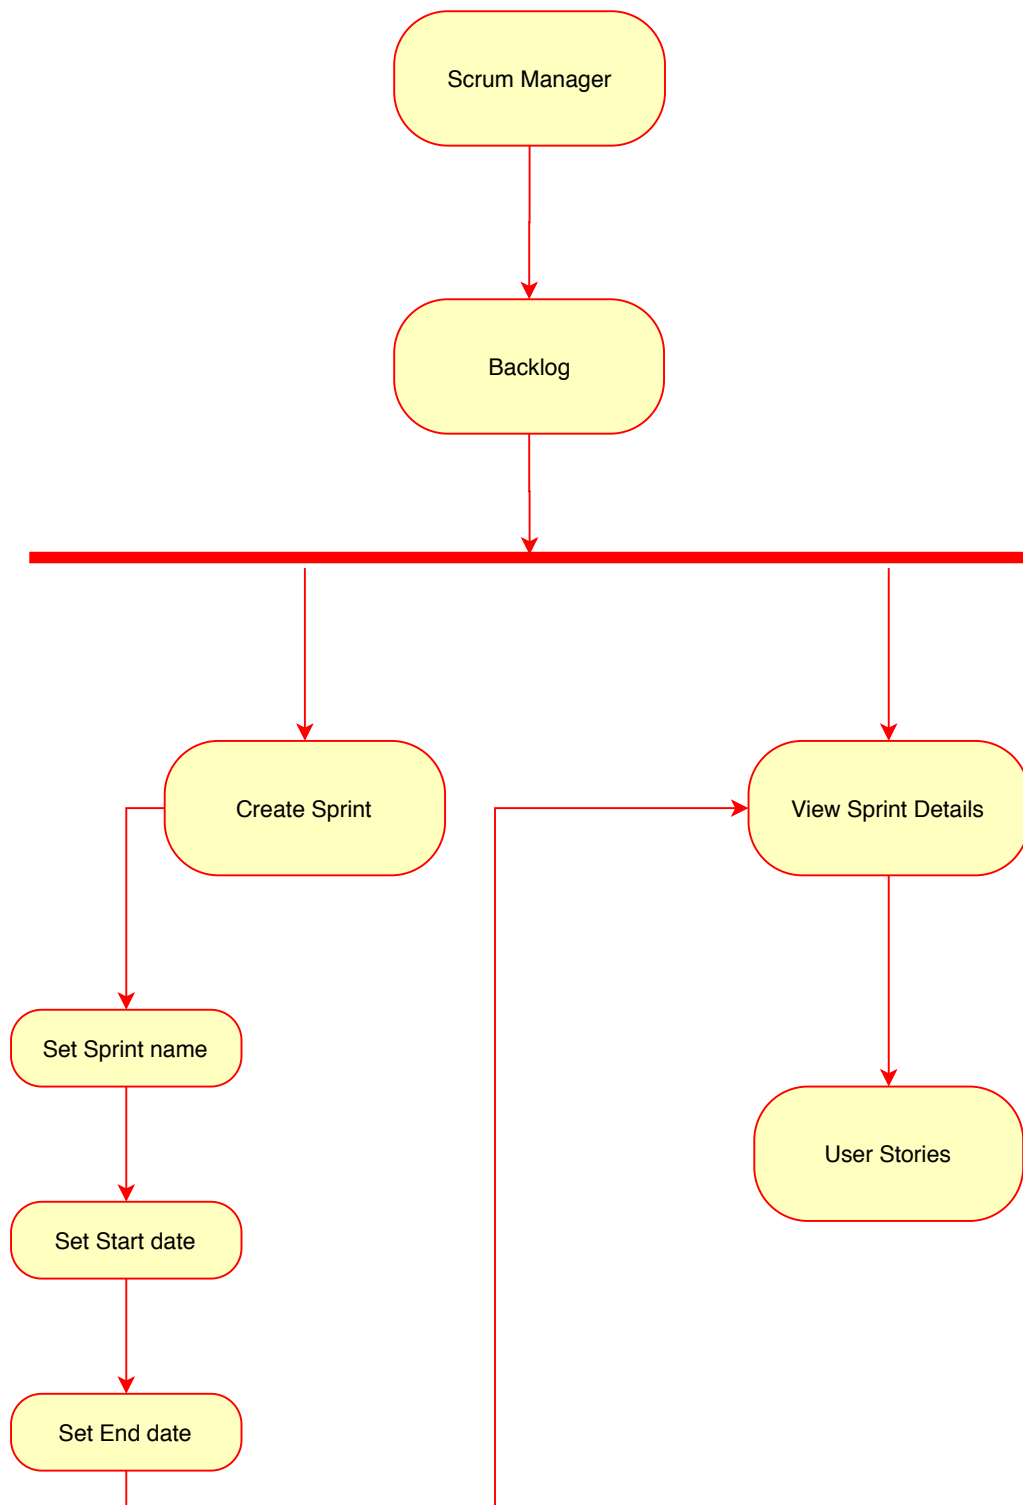 Scrum Manager
Backlog
Create Sprint
View Sprint Details
Set Sprint name
User Stories
Set Start date
Set End date